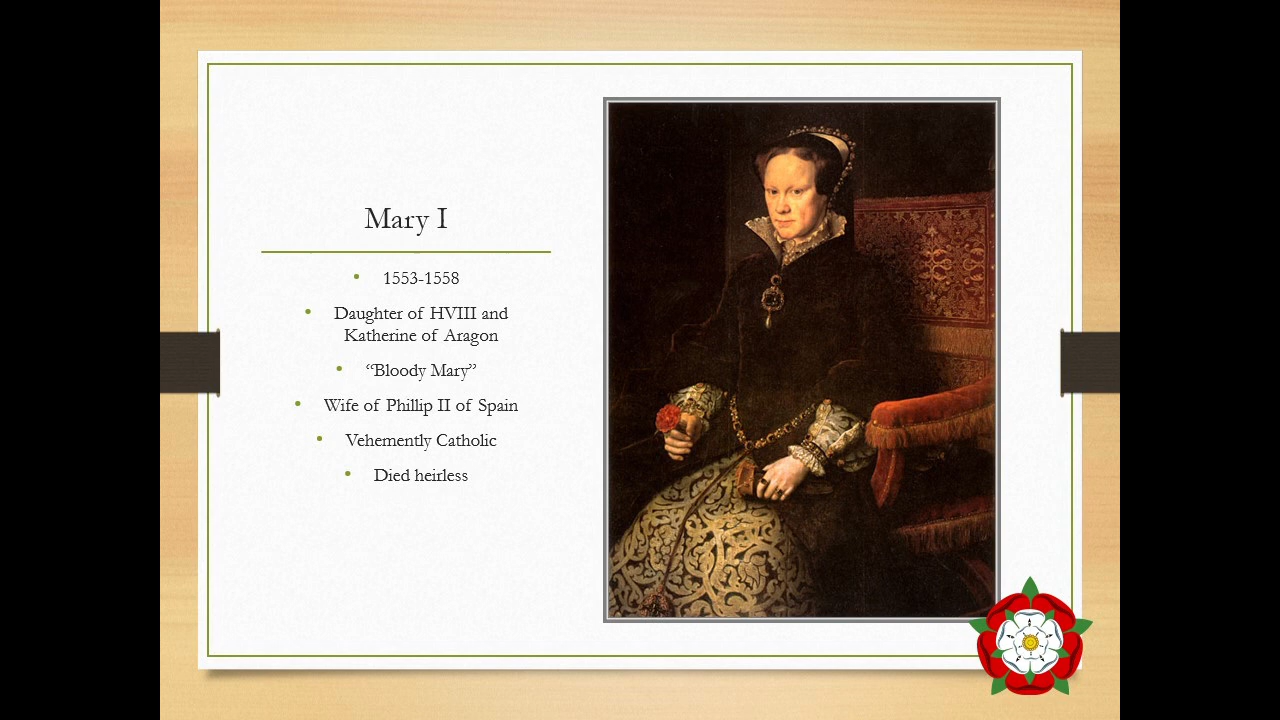 Mary I
• 1553-1558
• Daughter of HVIII and
Katherine of Aragon
• “Bloody Mary”
• Wife of Phillip II of Spain
• Vehemently Catholic
• Died heirless